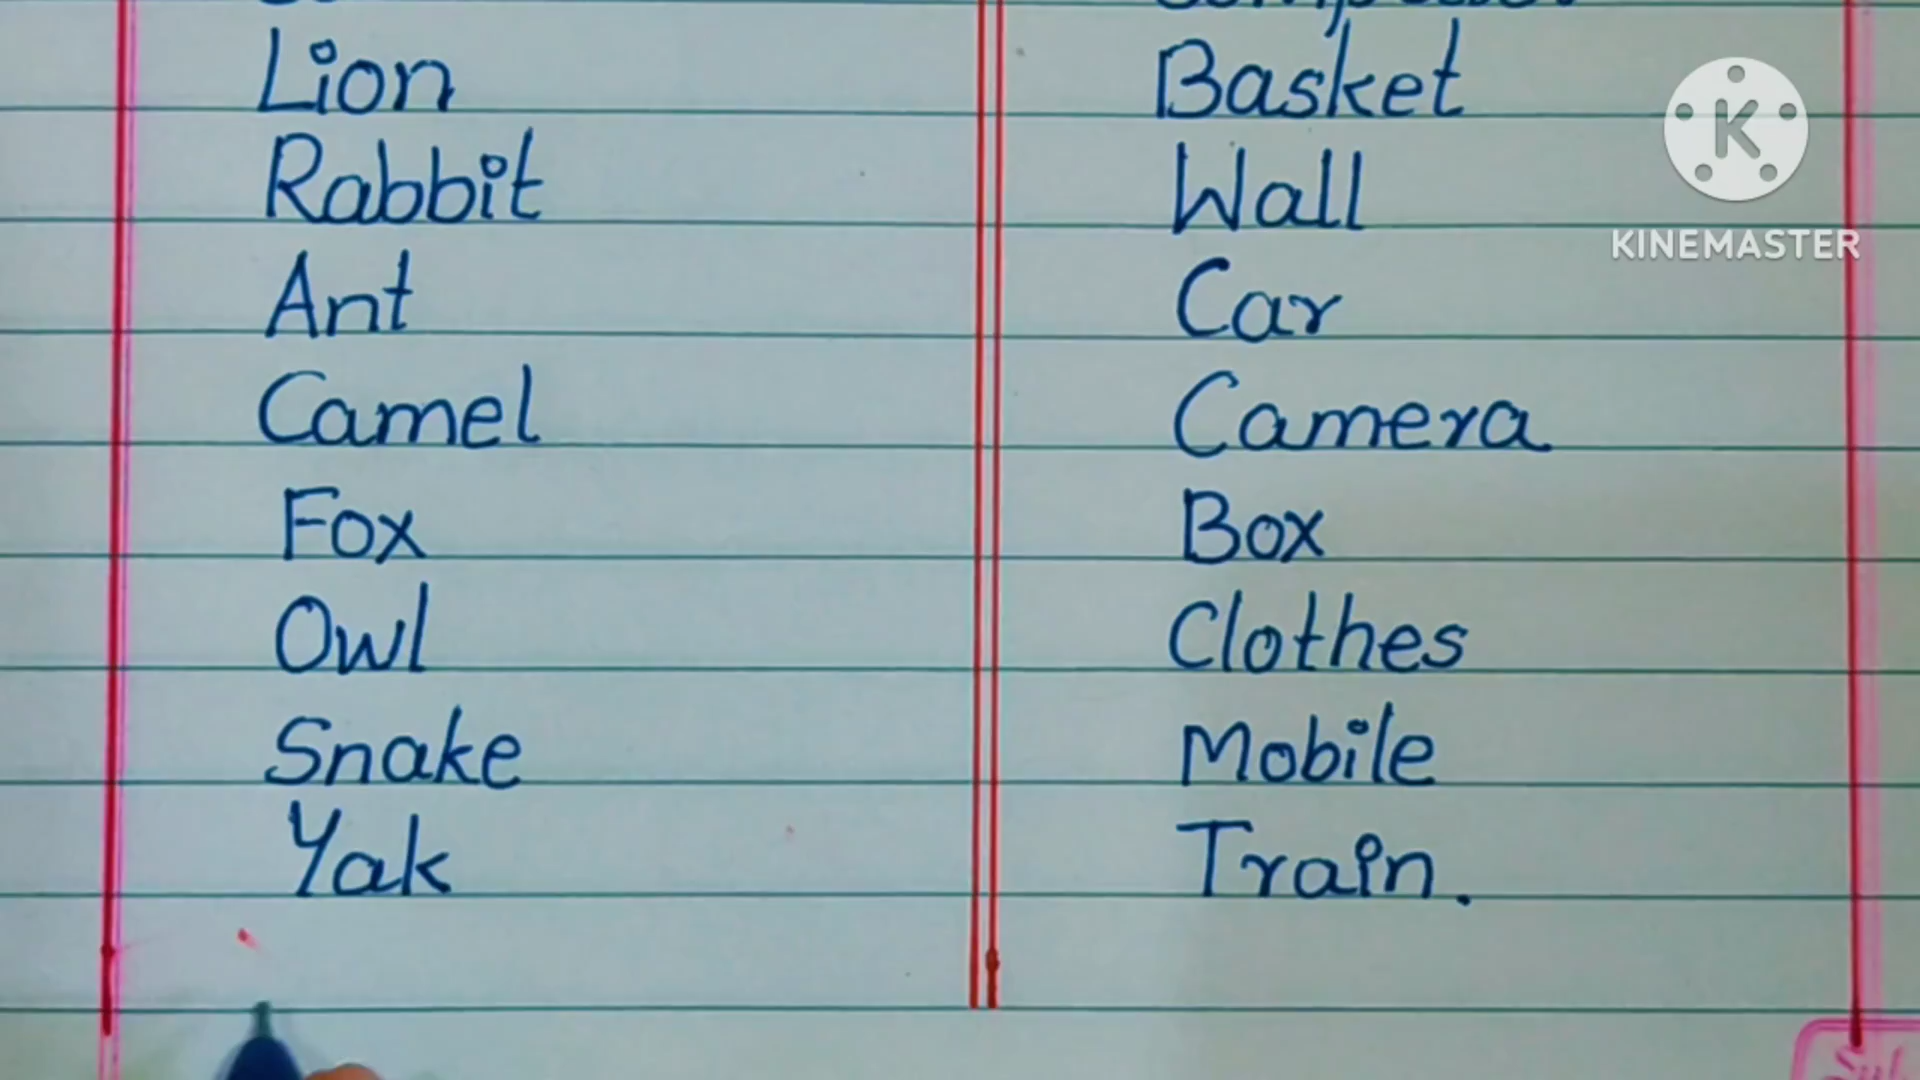 Lion Basket
Rabbit Wall
Ant Car
Camel Camera
Fox Box
Owl Clothes
Snake Mobile
Yak Train.
K
KINEMASTER